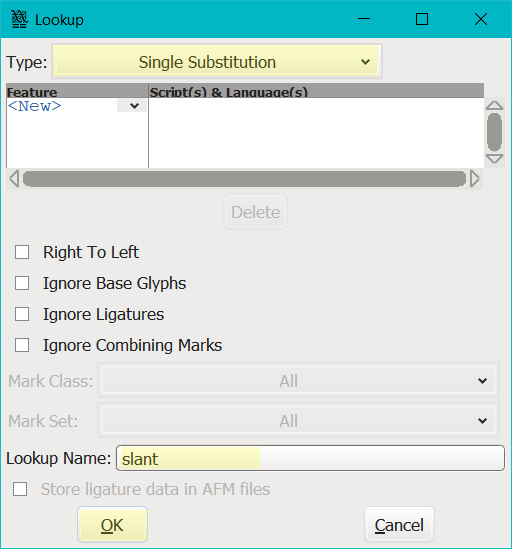 Lookup
Type: Single Substitution
Feature Script(s) & Language(s)
<New>
Delete
Right To Left
Ignore Base Glyphs
Ignore Ligatures
Ignore Combining Marks
Mark Class: All
Mark Set: All
Lookup Name: slant
Store ligature data in AFM files
OK Cancel